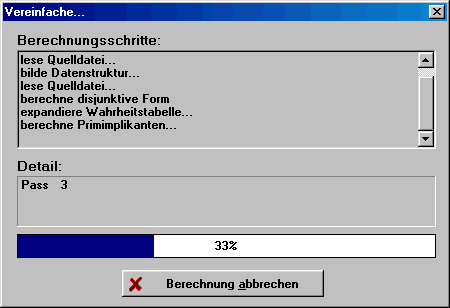 Vereinfache...
Berechnungsschritte:
lese Quelldatei...
bilde Datenstruktur...
lese Quelldatei...
berechne disjunktive Form
expandiere Wahrheitstabelle...
berechne Primimplikanten...
Detail:
Pass 3
33%
Berechnung abbrechen